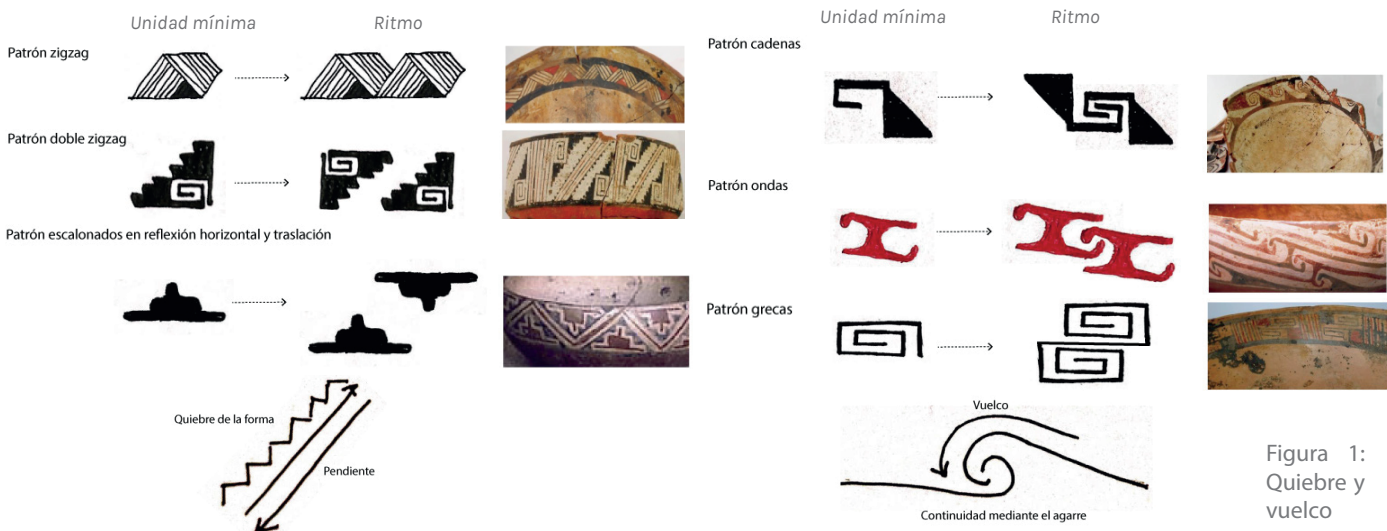 Unidad mínima
Ritmo
Patrón zigzag
Patrón doble zigzag
Patrón escalonados en reflexión horizontal y traslación
Quiebre de la forma
Pendiente
Unidad mínima
Ritmo
Patrón cadenas
Patrón ondas
Patrón grecas
Vuelco
Continuidad mediante el agarre
Figura 1:
Quiebre y
vuelco